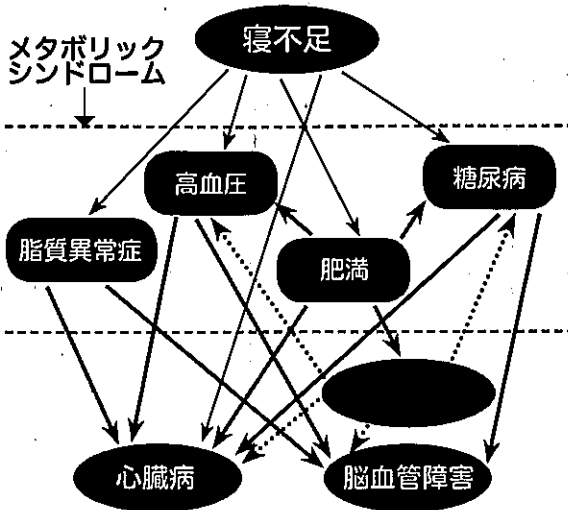 寝不足
メタボリック
シンドローム
高血圧
糖尿病
脂質異常症
肥満
心臓病
脳血管障害